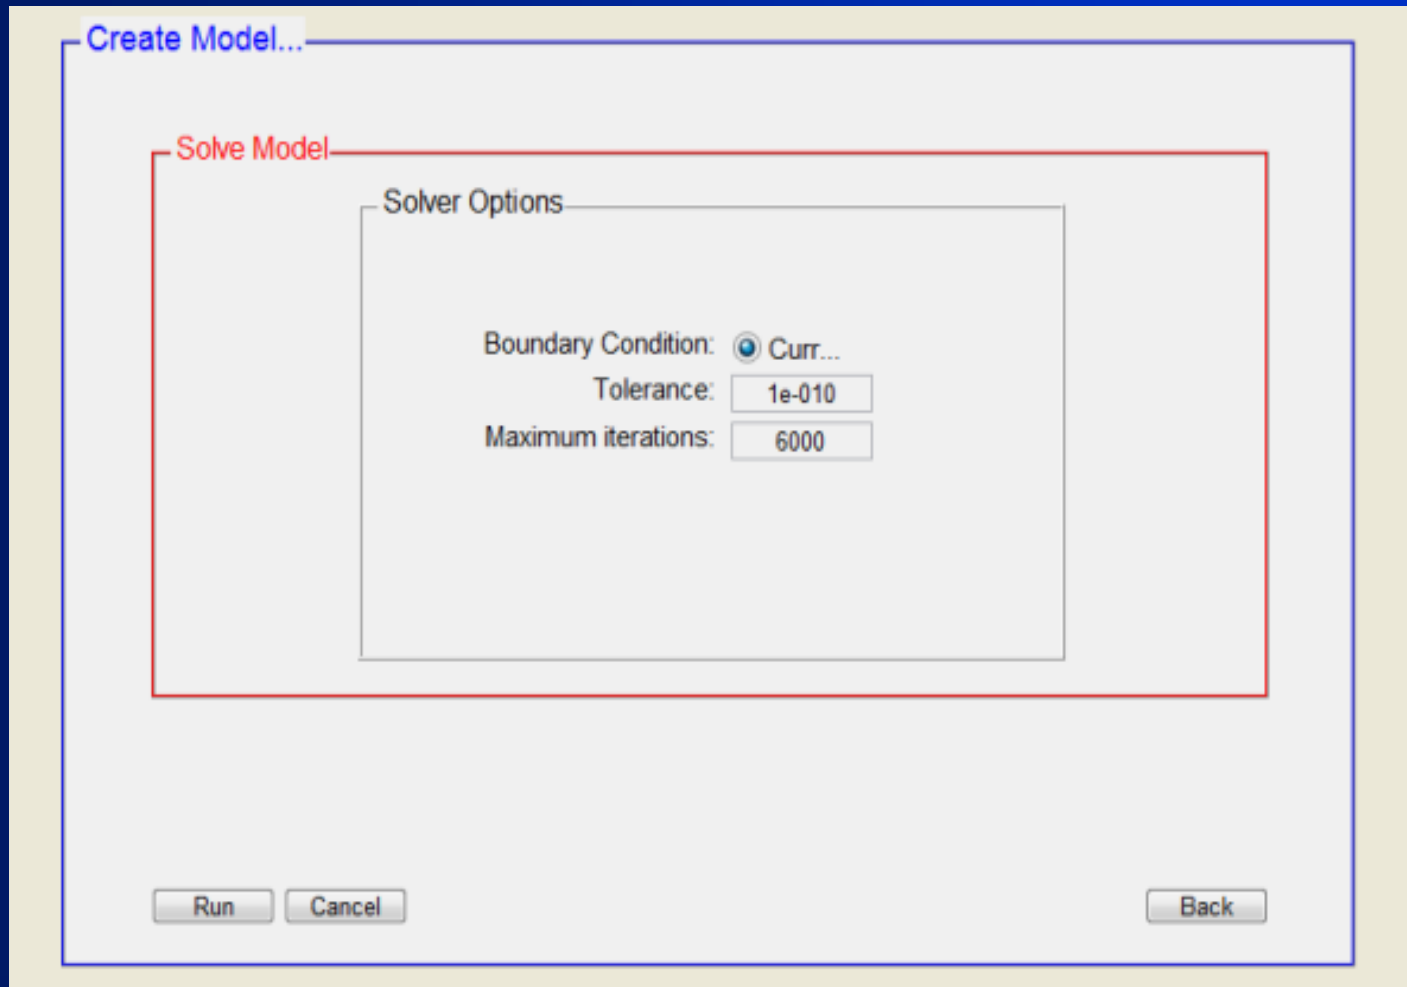 Create Model...
Solve Model
Solver Options
Boundary Condition: Curr...
Tolerance: 1e-010
Maximum iterations: 6000
Run Cancel Back